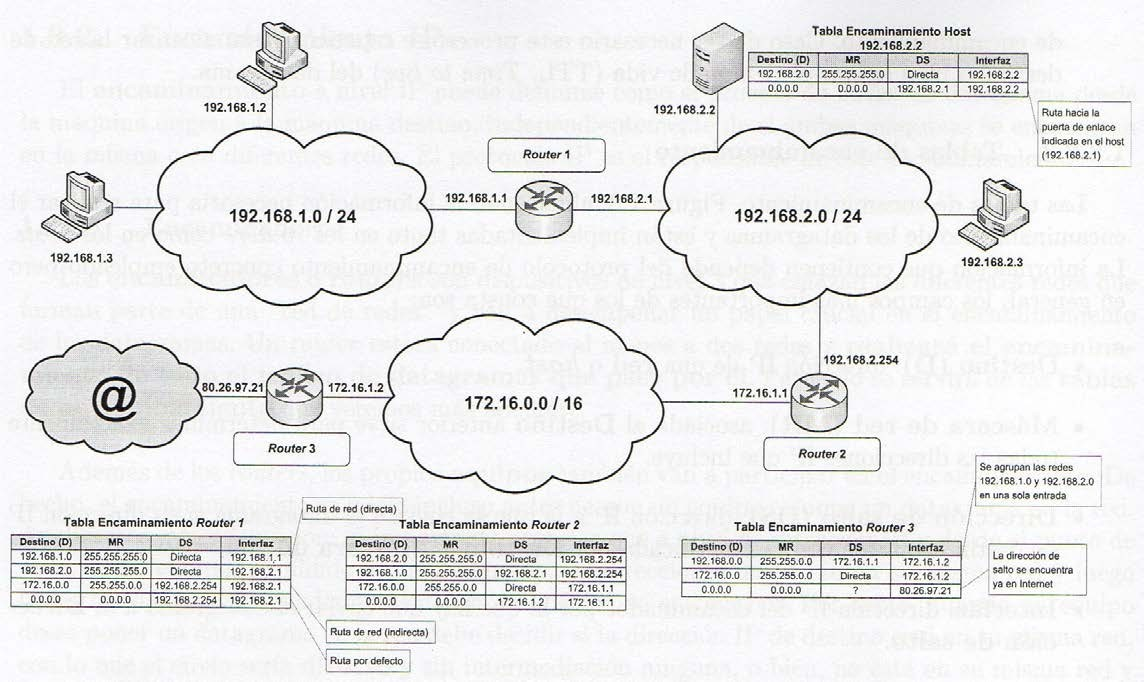 Tabla Encaminamiento Host
192.168.2.2
Destino (D) MR DS Interfaz
192.168.2.0 255.255.255.0 Directa 192.168.2.2
0.0.0.0 0.0.0.0 192.168.2.1 192.168.2.2
Ruta hacia la
puerta de enlace
indicada en el host
(192.168.2.1)
192.168.1.2
192.168.2.2
Router 1
192.168.1.1
192.168.2.1
192.168.1.0 / 24
192.168.2.0 / 24
192.168.1.3
192.168.2.3
192.168.2.254
@
80.26.97.21
172.16.1.2
172.16.0.0 / 16
172.16.1.1
Router 3
Router 2
Se agrupan las redes
192.168.1.0 y 192.168.2.0
en una sola entrada
Ruta de red (directa)
Tabla Encaminamiento Router 1
Destino (D) MR DS Interfaz
192.168.1.0 255.255.255.0 Directa 192.168.1.1
192.168.2.0 255.255.255.0 Directa 192.168.2.1
172.16.0.0 255.255.0.0 192.168.2.254 192.168.2.1
0.0.0.0 0.0.0.0 192.168.2.254 192.168.2.1
Tabla Encaminamiento Router 2
Destino (D) MR DS Interfaz
192.168.2.0 255.255.255.0 Directa 192.168.2.254
192.168.1.0 255.255.255.0 192.168.2.1 192.168.2.254
172.16.0.0 255.255.0.0 Directa 172.16.1.1
0.0.0.0 0.0.0.0 172.16.1.2 172.16.1.1
Tabla Encaminamiento Router 3
Destino (D) MR DS Interfaz
192.168.0.0 255.255.0.0 172.16.1.1 172.16.1.2
172.16.0.0 255.255.0.0 Directa 172.16.1.2
0.0.0.0 0.0.0.0 ? 80.26.97.21
La dirección de
salto se encuentra
ya en Internet
Ruta de red (indirecta)
Ruta por defecto